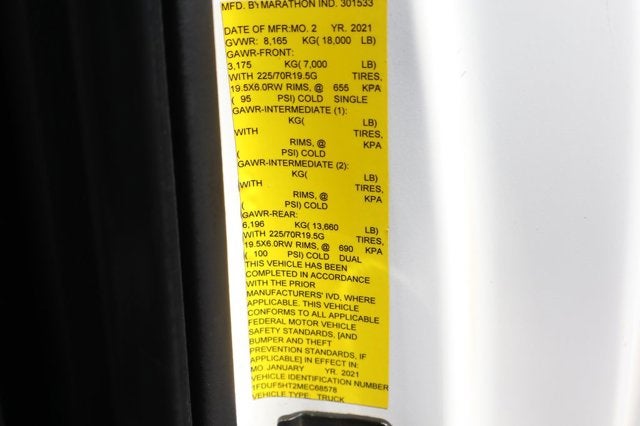 MFD. BY MARATHON IND. 301533
DATE OF MFR:MO. 2 YR. 2021
GVWR: 8,165 KG( 18,000 LB)
GAWR-FRONT:
3,175 KG( 7,000 LB)
WITH 225/70R19.5G TIRES,
19.5X6.0RW RIMS, @ 655 KPA
( 95 PSI) COLD SINGLE
GAWR-INTERMEDIATE (1):
KG( LB)
WITH TIRES,
RIMS, @ KPA
( PSI) COLD
GAWR-INTERMEDIATE (2):
KG( LB)
WITH TIRES,
RIMS, @ KPA
( PSI) COLD
GAWR-REAR:
6,196 KG( 13,660 LB)
WITH 225/70R19.5G TIRES,
19.5X6.0RW RIMS, @ 690 KPA
( 100 PSI) COLD DUAL
THIS VEHICLE HAS BEEN
COMPLETED IN ACCORDANCE
WITH THE PRIOR
MANUFACTURERS' IVD, WHERE
APPLICABLE. THIS VEHICLE
CONFORMS TO ALL APPLICABLE
FEDERAL MOTOR VEHICLE
SAFETY STANDARDS, [AND
BUMPER AND THEFT
PREVENTION STANDARDS, IF
APPLICABLE] IN EFFECT IN:
MO JANUARY YR. 2021
VEHICLE IDENTIFICATION NUMBER
1FDUF5HT2MEC68578
VEHICLE TYPE: TRUCK